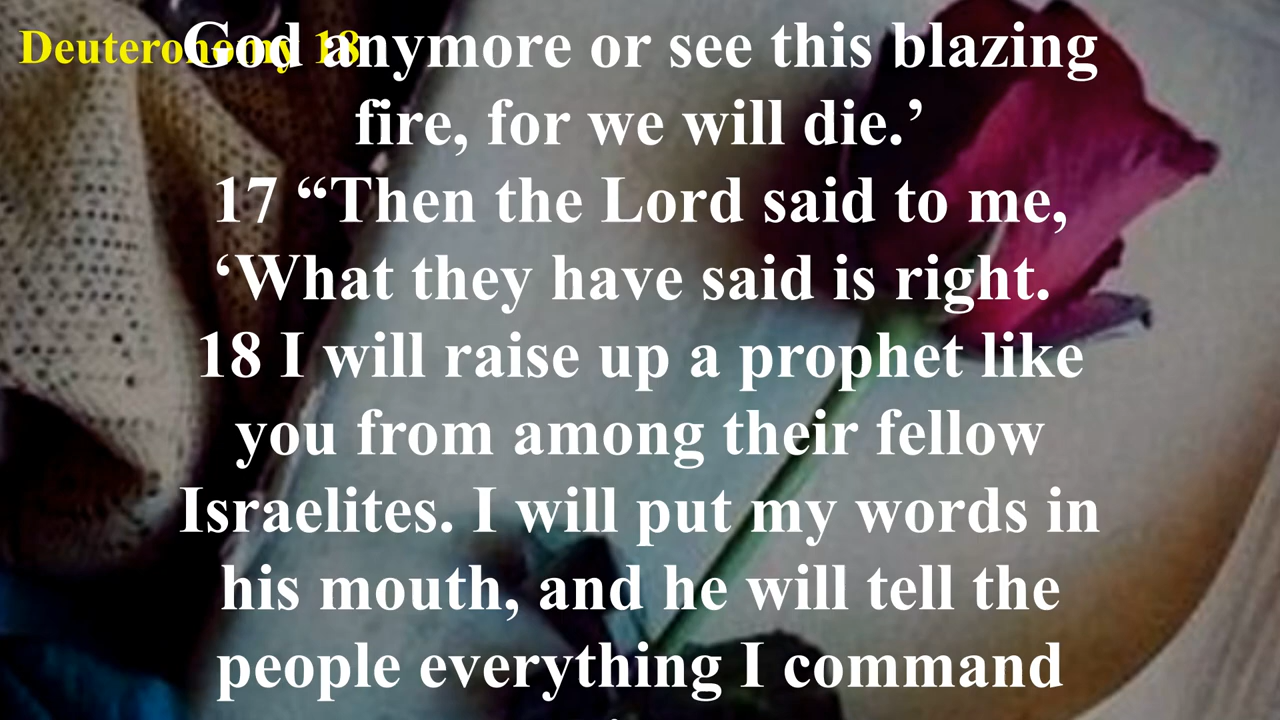 Deuteronomy 18
God anymore or see this blazing
fire, for we will die.’
17 “Then the Lord said to me,
‘What they have said is right.
18 I will raise up a prophet like
you from among their fellow
Israelites. I will put my words in
his mouth, and he will tell the
people everything I command